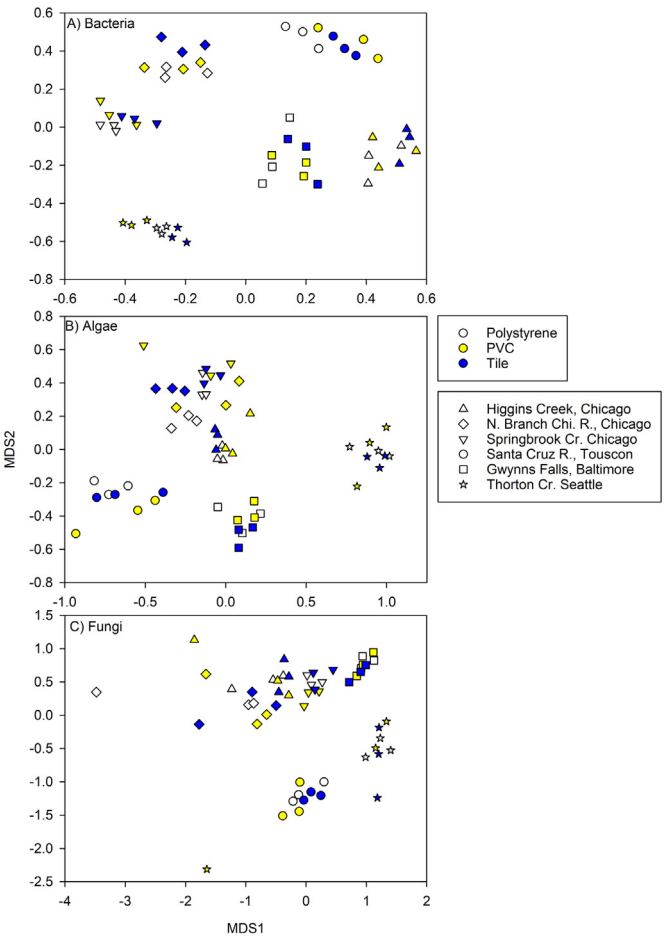 A) Bacteria
0.6
0.4
0.2
0.0
-0.2
-0.4
-0.6
-0.8
-0.6 -0.4 -0.2 0.0 0.2 0.4 0.6
B) Algae
0.8
0.6
0.4
0.2
0.0
-0.2
-0.4
-0.6
-0.8
-1.0 -0.5 0.0 0.5 1.0
MDS2
Polystyrene
PVC
Tile
Higgins Creek, Chicago
N. Branch Chi. R., Chicago
Springbrook Cr. Chicago
Santa Cruz R., Touscon
Gwynns Falls, Baltimore
Thorton Cr. Seattle
C) Fungi
1.5
1.0
0.5
0.0
-0.5
-1.0
-1.5
-2.0
-2.5
-4 -3 -2 -1 0 1 2
MDS1